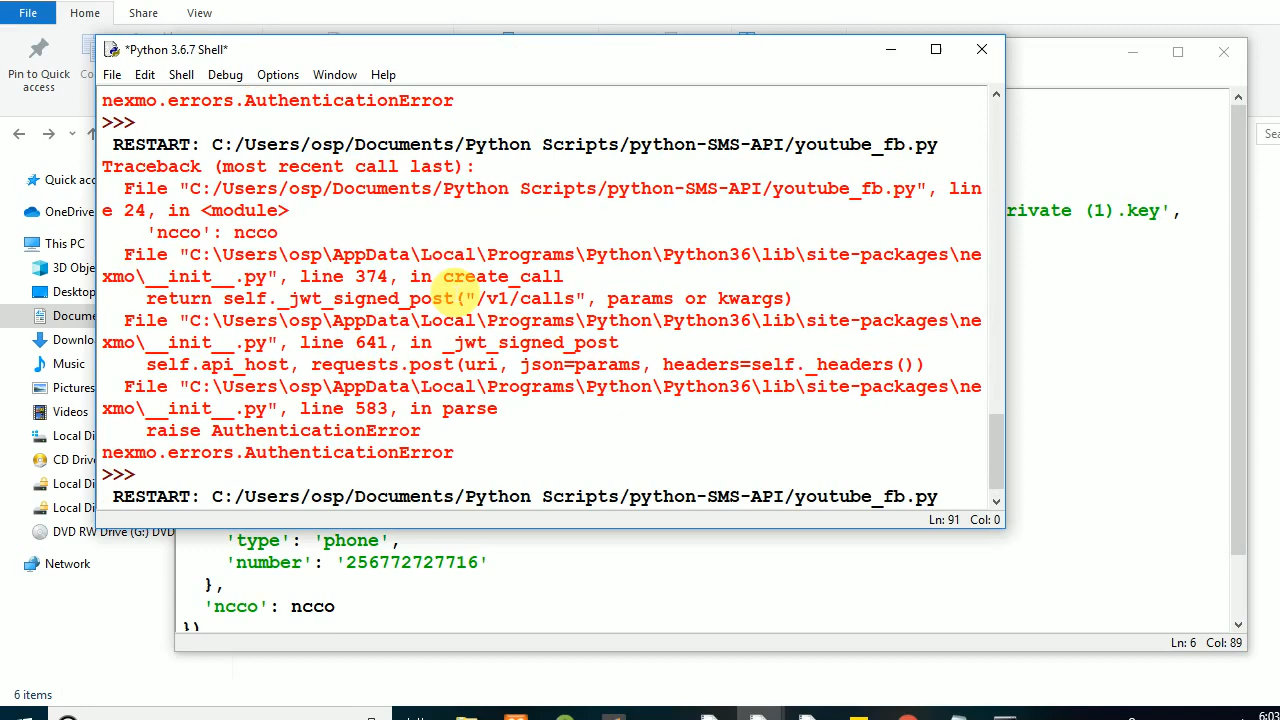 File Home Share View
*Python 3.6.7 Shell*
Pin to Quick
access
File Edit Shell Debug Options Window Help
nexmo.errors.AuthenticationError
>>>
RESTART: C:/Users/osp/Documents/Python Scripts/python-SMS-API/youtube_fb.py
Traceback (most recent call last):
File "C:/Users/osp/Documents/Python Scripts/python-SMS-API/youtube_fb.py", lin
e 24, in <module>
'ncco': ncco
File "C:\Users\osp\AppData\Local\Programs\Python\Python36\lib\site-packages\ne
xmo\__init__.py", line 374, in create_call
return self._jwt_signed_post("/v1/calls", params or kwargs)
File "C:\Users\osp\AppData\Local\Programs\Python\Python36\lib\site-packages\ne
xmo\__init__.py", line 641, in _jwt_signed_post
self.api_host, requests.post(uri, json=params, headers=self._headers())
File "C:\Users\osp\AppData\Local\Programs\Python\Python36\lib\site-packages\ne
xmo\__init__.py", line 583, in parse
raise AuthenticationError
nexmo.errors.AuthenticationError
>>>
RESTART: C:/Users/osp/Documents/Python Scripts/python-SMS-API/youtube_fb.py
Ln: 91 Col: 0
Sea
rivate (1).key',
Quick acc
OneDrive
This PC
3D Obje
Desktop
Docume
Downlo
Music
Pictures
Videos
Local Di
CD Drive
Local Di
Local Di
DVD RW Drive (G:) DVD
Network
'type': 'phone',
'number': '256772727716'
},
'ncco': ncco
})
Ln: 6 Col: 89
6 items
6:03